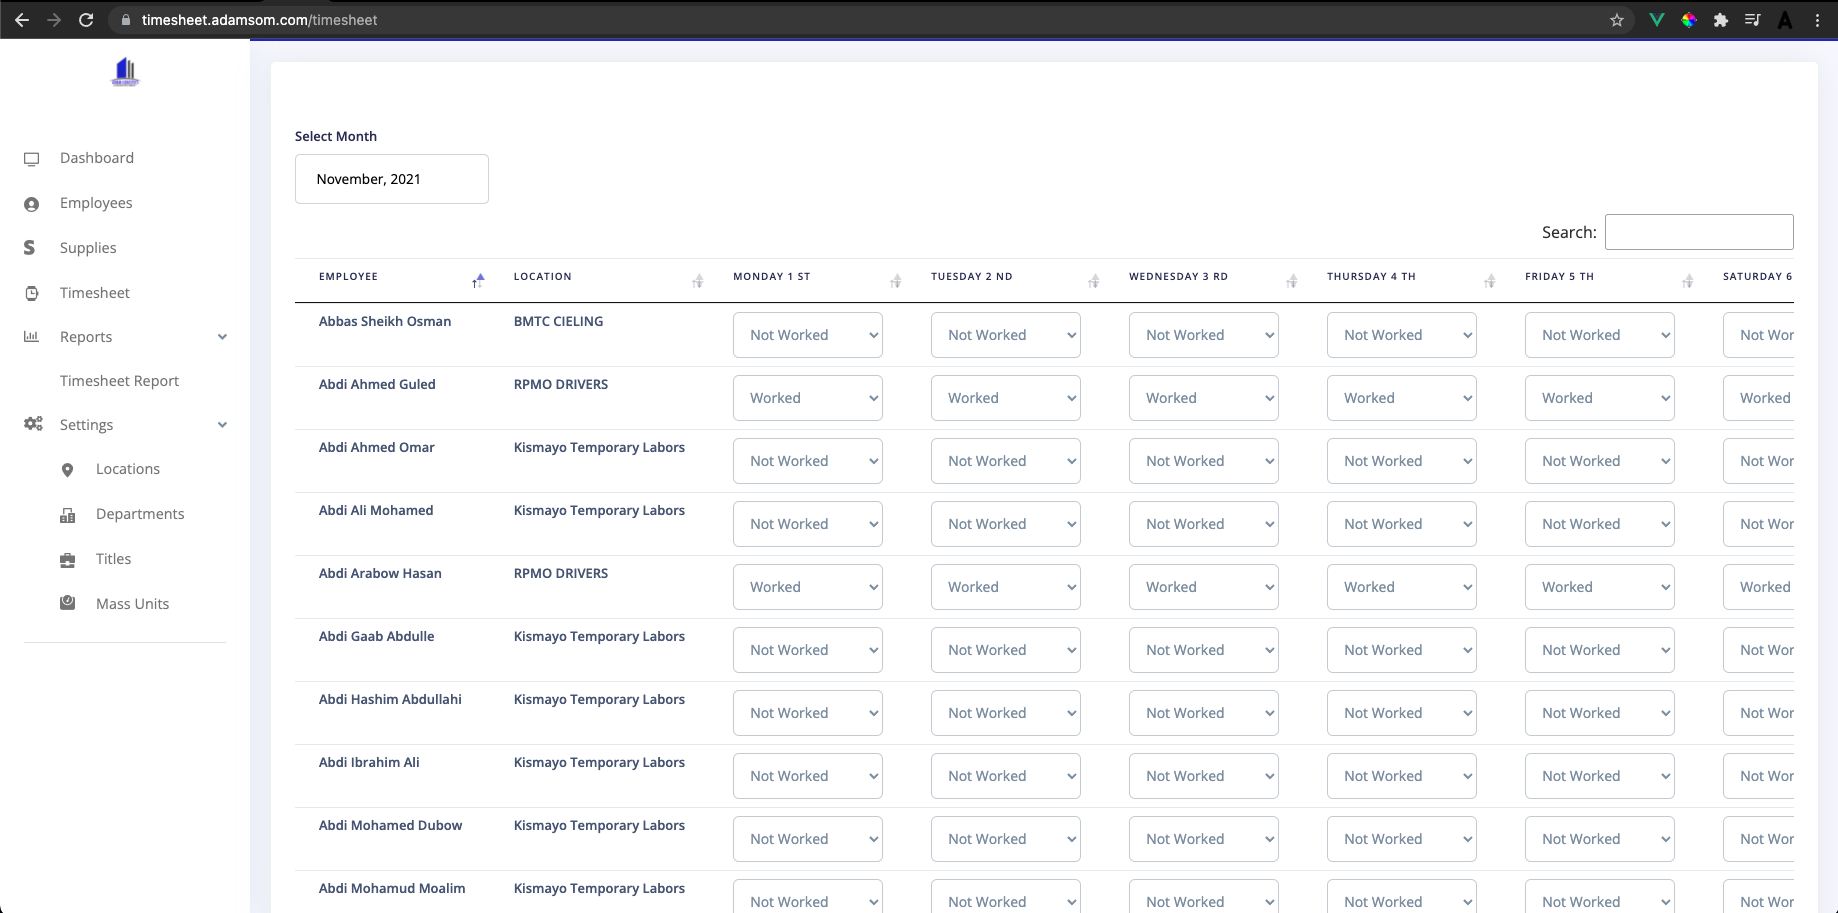 timesheet.adamsom.com/timesheet
Dashboard
Employees
Supplies
Timesheet
Reports
Timesheet Report
Settings
Locations
Departments
Titles
Mass Units
Select Month
November, 2021
Search:
EMPLOYEE LOCATION MONDAY 1 ST TUESDAY 2 ND WEDNESDAY 3 RD THURSDAY 4 TH FRIDAY 5 TH SATURDAY 6
Abbas Sheikh Osman BMTC CIELING Not Worked Not Worked Not Worked Not Worked Not Worked Not Wor
Abdi Ahmed Guled RPMO DRIVERS Worked Worked Worked Worked Worked Worked
Abdi Ahmed Omar Kismayo Temporary Labors Not Worked Not Worked Not Worked Not Worked Not Worked Not Wor
Abdi Ali Mohamed Kismayo Temporary Labors Not Worked Not Worked Not Worked Not Worked Not Worked Not Wor
Abdi Arabow Hasan RPMO DRIVERS Worked Worked Worked Worked Worked Worked
Abdi Gaab Abdulle Kismayo Temporary Labors Not Worked Not Worked Not Worked Not Worked Not Worked Not Wor
Abdi Hashim Abdullahi Kismayo Temporary Labors Not Worked Not Worked Not Worked Not Worked Not Worked Not Wor
Abdi Ibrahim Ali Kismayo Temporary Labors Not Worked Not Worked Not Worked Not Worked Not Worked Not Wor
Abdi Mohamed Dubow Kismayo Temporary Labors Not Worked Not Worked Not Worked Not Worked Not Worked Not Wor
Abdi Mohamud Moalim Kismayo Temporary Labors Not Worked Not Worked Not Worked Not Worked Not Worked Not Wor